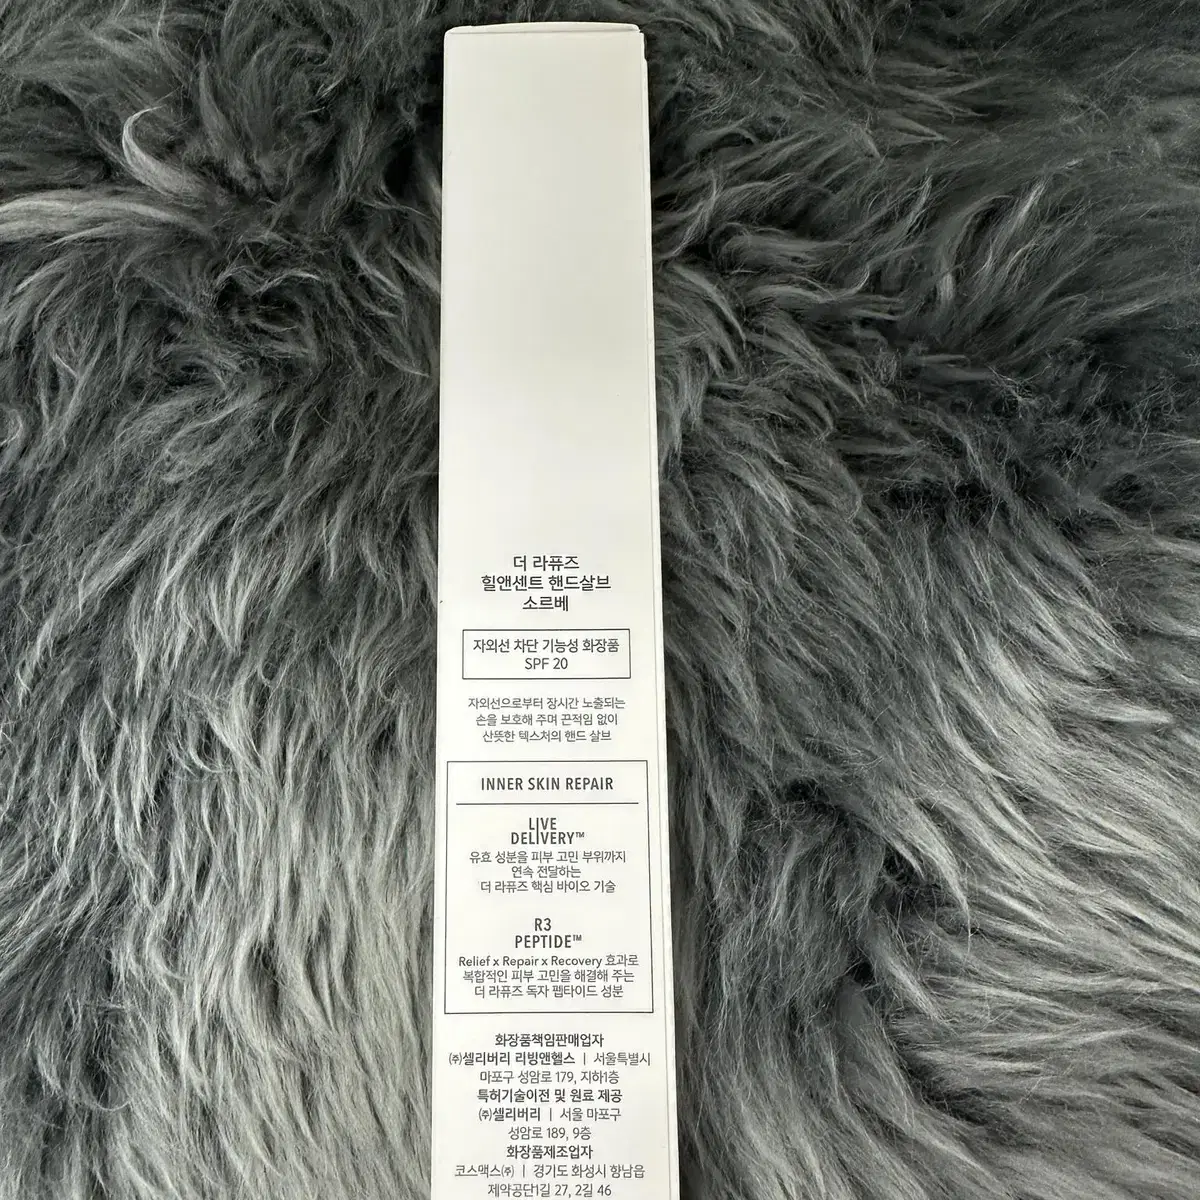 더 라퓨즈
힐앤센트 핸드살브
소르베
자외선 차단 기능성 화장품
SPF 20
자외선으로부터 장시간 노출되는
손을 보호해 주며 끈적임 없이
산뜻한 텍스처의 핸드 살브
INNER SKIN REPAIR
LIVE
DELIVERY™
유효 성분을 피부 고민 부위까지
연속 전달하는
더 라퓨즈 핵심 바이오 기술
R3
PEPTIDE™
Relief x Repair x Recovery 효과로
복합적인 피부 고민을 해결해 주는
더 라퓨즈 독자 펩타이드 성분
화장품책임판매업자
㈜셀리버리 리빙앤헬스 | 서울특별시
마포구 성암로 179, 지하1층
특허기술이전 및 원료 제공
㈜셀리버리 | 서울 마포구
성암로 189, 9층
화장품제조업자
코스맥스㈜ | 경기도 화성시 향남읍
제약공단1길 27, 2길 46